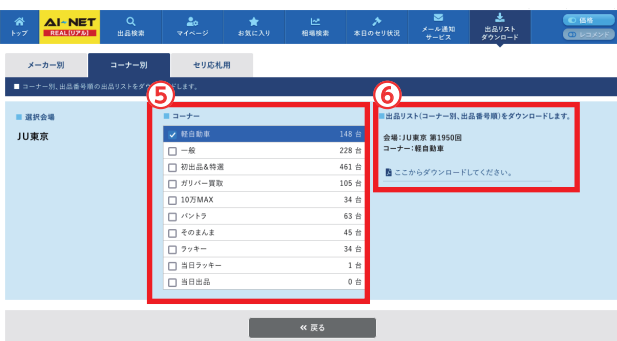 トップ
AI-NET
REAL(リアル)
出品検索
マイページ
お気に入り
相場検索
本日のセリ状況
メール通知
サービス
出品リスト
ダウンロード
価格
レコメンド
メーカー別
コーナー別
セリ応札用
■ コーナー別、出品番号順の出品リストをダウンロードします。
⑤
⑥
■ 選択会場
JU東京
■ コーナー
軽自動車 148 台
一般 228 台
初出品&特選 461 台
ガリバー買取 105 台
10万MAX 34 台
バントラ 63 台
そのまんま 45 台
ラッキー 34 台
当日ラッキー 1 台
当日出品 0 台
■出品リスト(コーナー別、出品番号順)をダウンロードします。
会場:JU東京 第1950回
コーナー:軽自動車
ここからダウンロードしてください。
≪ 戻る